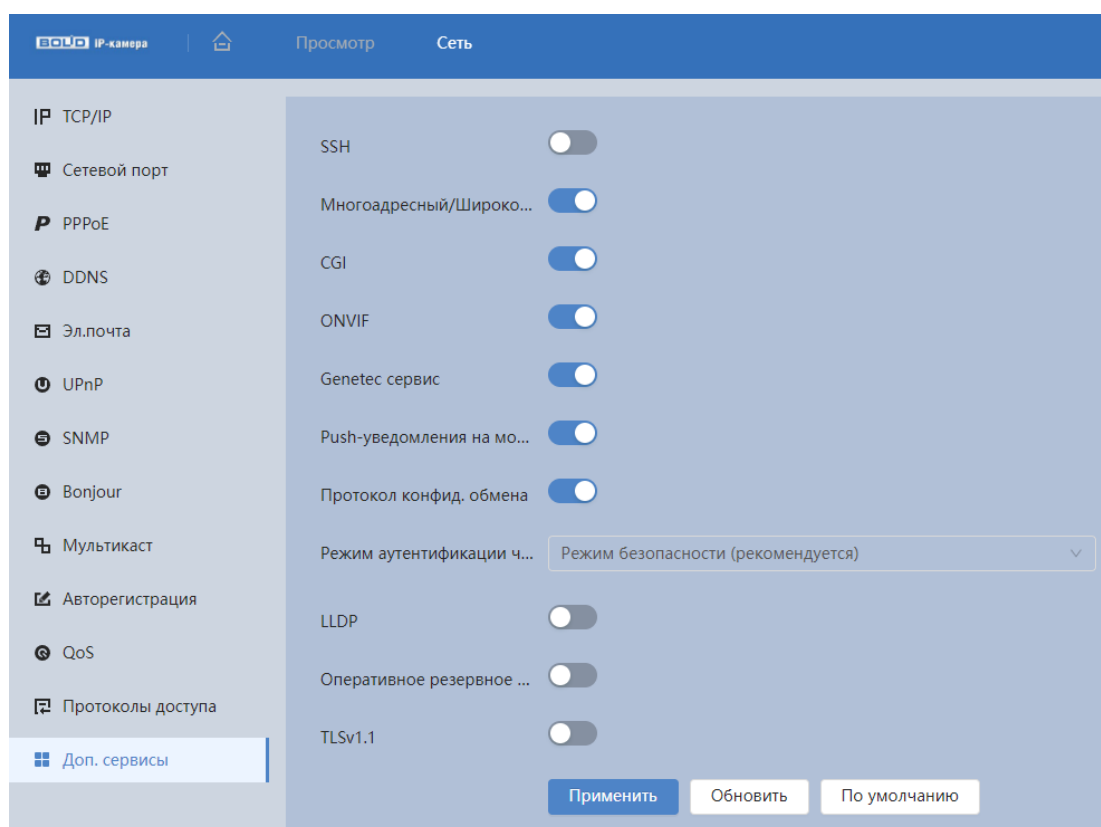 BOLID IP-камера
Просмотр
Сеть
TCP/IP
Сетевой порт
PPPoE
DDNS
Эл.почта
UPnP
SNMP
Bonjour
Мультикаст
Авторегистрация
QoS
Протоколы доступа
Доп. сервисы
SSH
Многоадресный/Широко...
CGI
ONVIF
Genetec сервис
Push-уведомления на мо...
Протокол конфид. обмена
Режим аутентификации ч... Режим безопасности (рекомендуется)
LLDP
Оперативное резервное ...
TLSv1.1
Применить Обновить По умолчанию